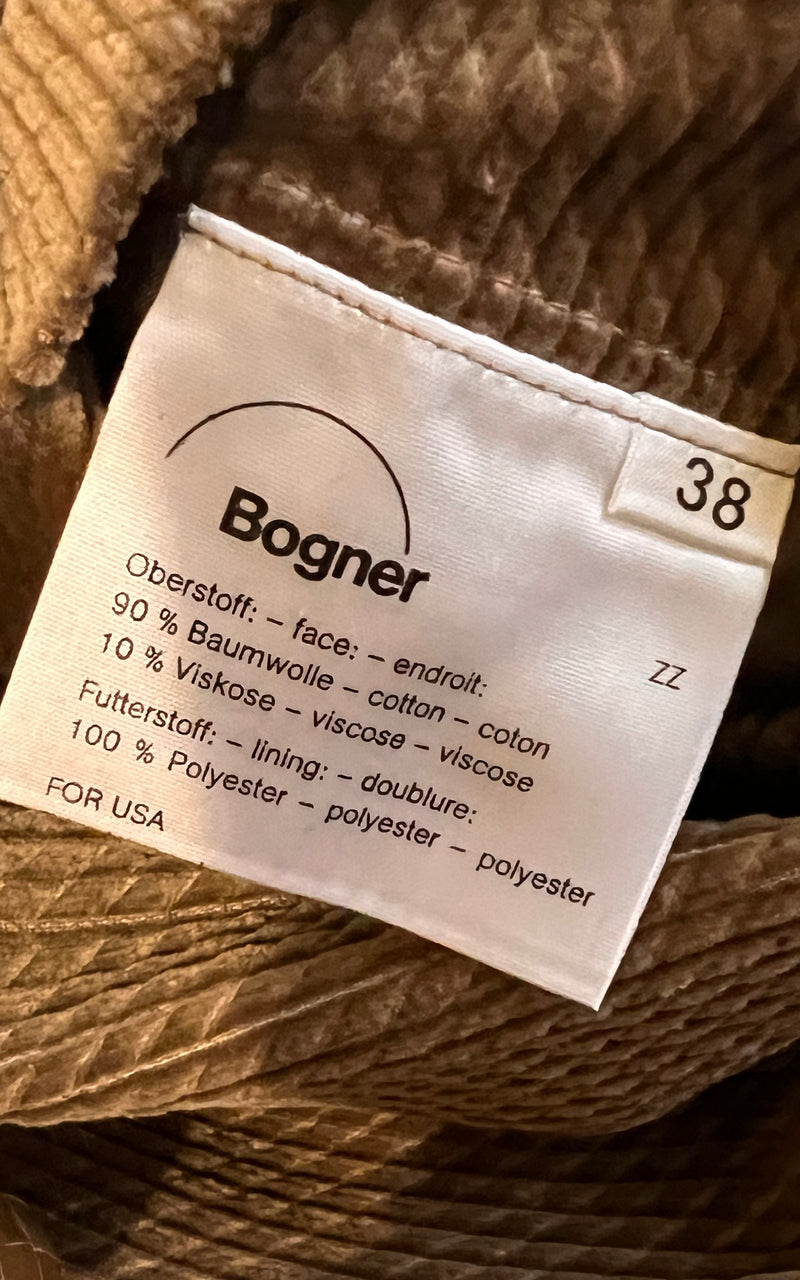 38
Bogner
ZZ
Oberstoff: – face: – endroit:
90 % Baumwolle – cotton – coton
10 % Viskose – viscose – viscose
Futterstoff: – lining: – doublure:
100 % Polyester – polyester – polyester
FOR USA